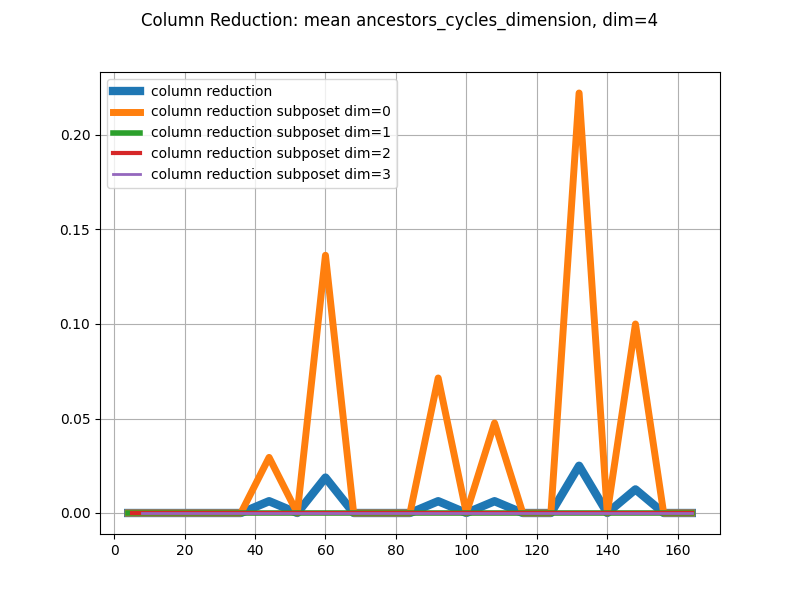 Column Reduction: mean ancestors_cycles_dimension, dim=4
column reduction
column reduction subposet dim=0
column reduction subposet dim=1
column reduction subposet dim=2
column reduction subposet dim=3
0.20
0.15
0.10
0.05
0.00
0 20 40 60 80 100 120 140 160